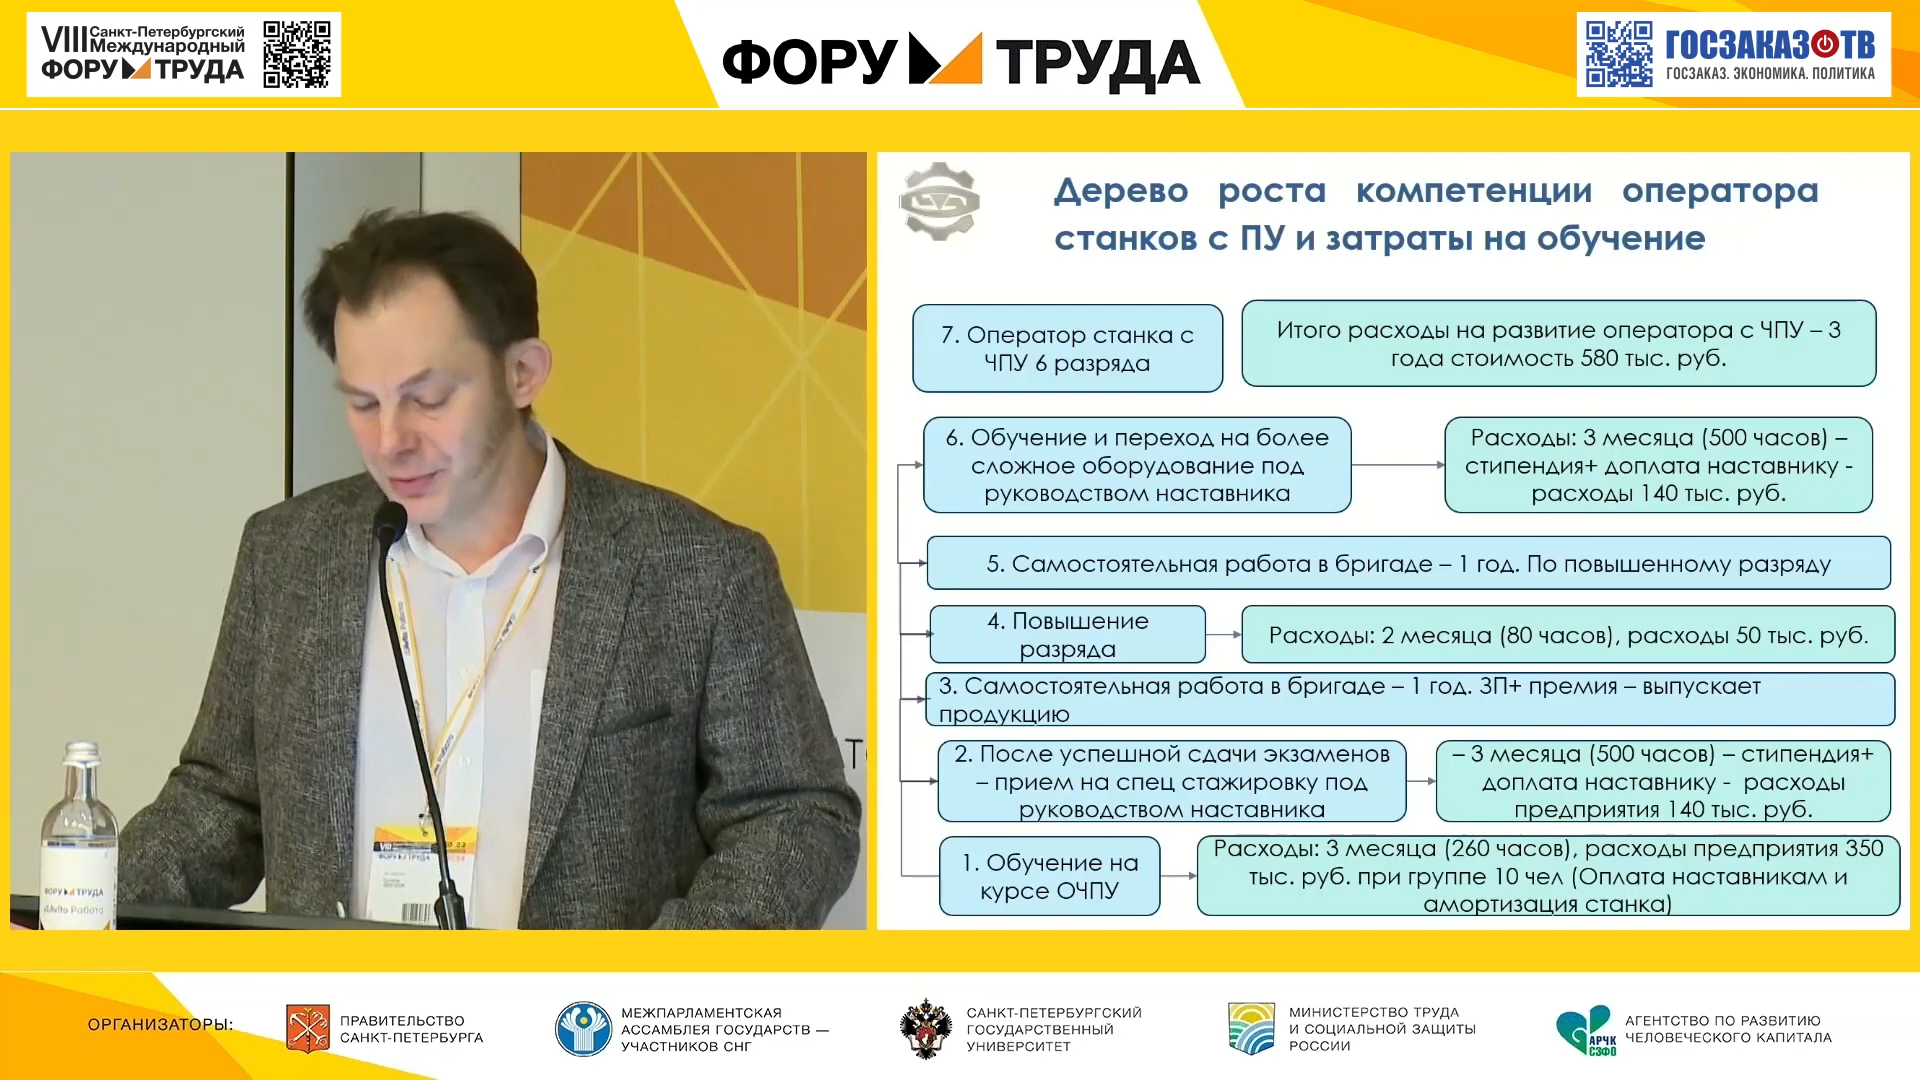 VIII Санкт-Петербургский
Международный
ФОРУМ ТРУДА
ФОРУМ ТРУДА
ГОСЗАКАЗ ТВ
ГОСЗАКАЗ. ЭКОНОМИКА. ПОЛИТИКА
Дерево роста компетенции оператора
станков с ПУ и затраты на обучение
7. Оператор станка с
ЧПУ 6 разряда
Итого расходы на развитие оператора с ЧПУ – 3
года стоимость 580 тыс. руб.
6. Обучение и переход на более
сложное оборудование под
руководством наставника
Расходы: 3 месяца (500 часов) –
стипендия+ доплата наставнику -
расходы 140 тыс. руб.
5. Самостоятельная работа в бригаде – 1 год. По повышенному разряду
4. Повышение
разряда
Расходы: 2 месяца (80 часов), расходы 50 тыс. руб.
3. Самостоятельная работа в бригаде – 1 год. ЗП+ премия – выпускает
продукцию
2. После успешной сдачи экзаменов
– прием на спец стажировку под
руководством наставника
– 3 месяца (500 часов) – стипендия+
доплата наставнику - расходы
предприятия 140 тыс. руб.
1. Обучение на
курсе ОЧПУ
Расходы: 3 месяца (260 часов), расходы предприятия 350
тыс. руб. при группе 10 чел (Оплата наставникам и
амортизация станка)
ФОРУМ ТРУДА
ФОРУМ ТРУДА
Avito Работа
ОРГАНИЗАТОРЫ:
ПРАВИТЕЛЬСТВО
САНКТ-ПЕТЕРБУРГА
МЕЖПАРЛАМЕНТСКАЯ
АССАМБЛЕЯ ГОСУДАРСТВ —
УЧАСТНИКОВ СНГ
САНКТ-ПЕТЕРБУРГСКИЙ
ГОСУДАРСТВЕННЫЙ
УНИВЕРСИТЕТ
МИНИСТЕРСТВО ТРУДА
И СОЦИАЛЬНОЙ ЗАЩИТЫ
РОССИИ
АРЧК
СЗФО
АГЕНТСТВО ПО РАЗВИТИЮ
ЧЕЛОВЕЧЕСКОГО КАПИТАЛА